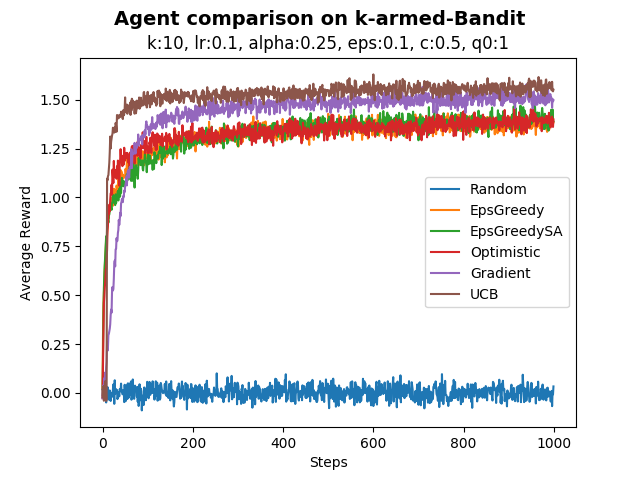 Agent comparison on k-armed-Bandit
k:10, lr:0.1, alpha:0.25, eps:0.1, c:0.5, q0:1
Average Reward
1.50
1.25
1.00
0.75
0.50
0.25
0.00
Random
EpsGreedy
EpsGreedySA
Optimistic
Gradient
UCB
0 200 400 600 800 1000
Steps